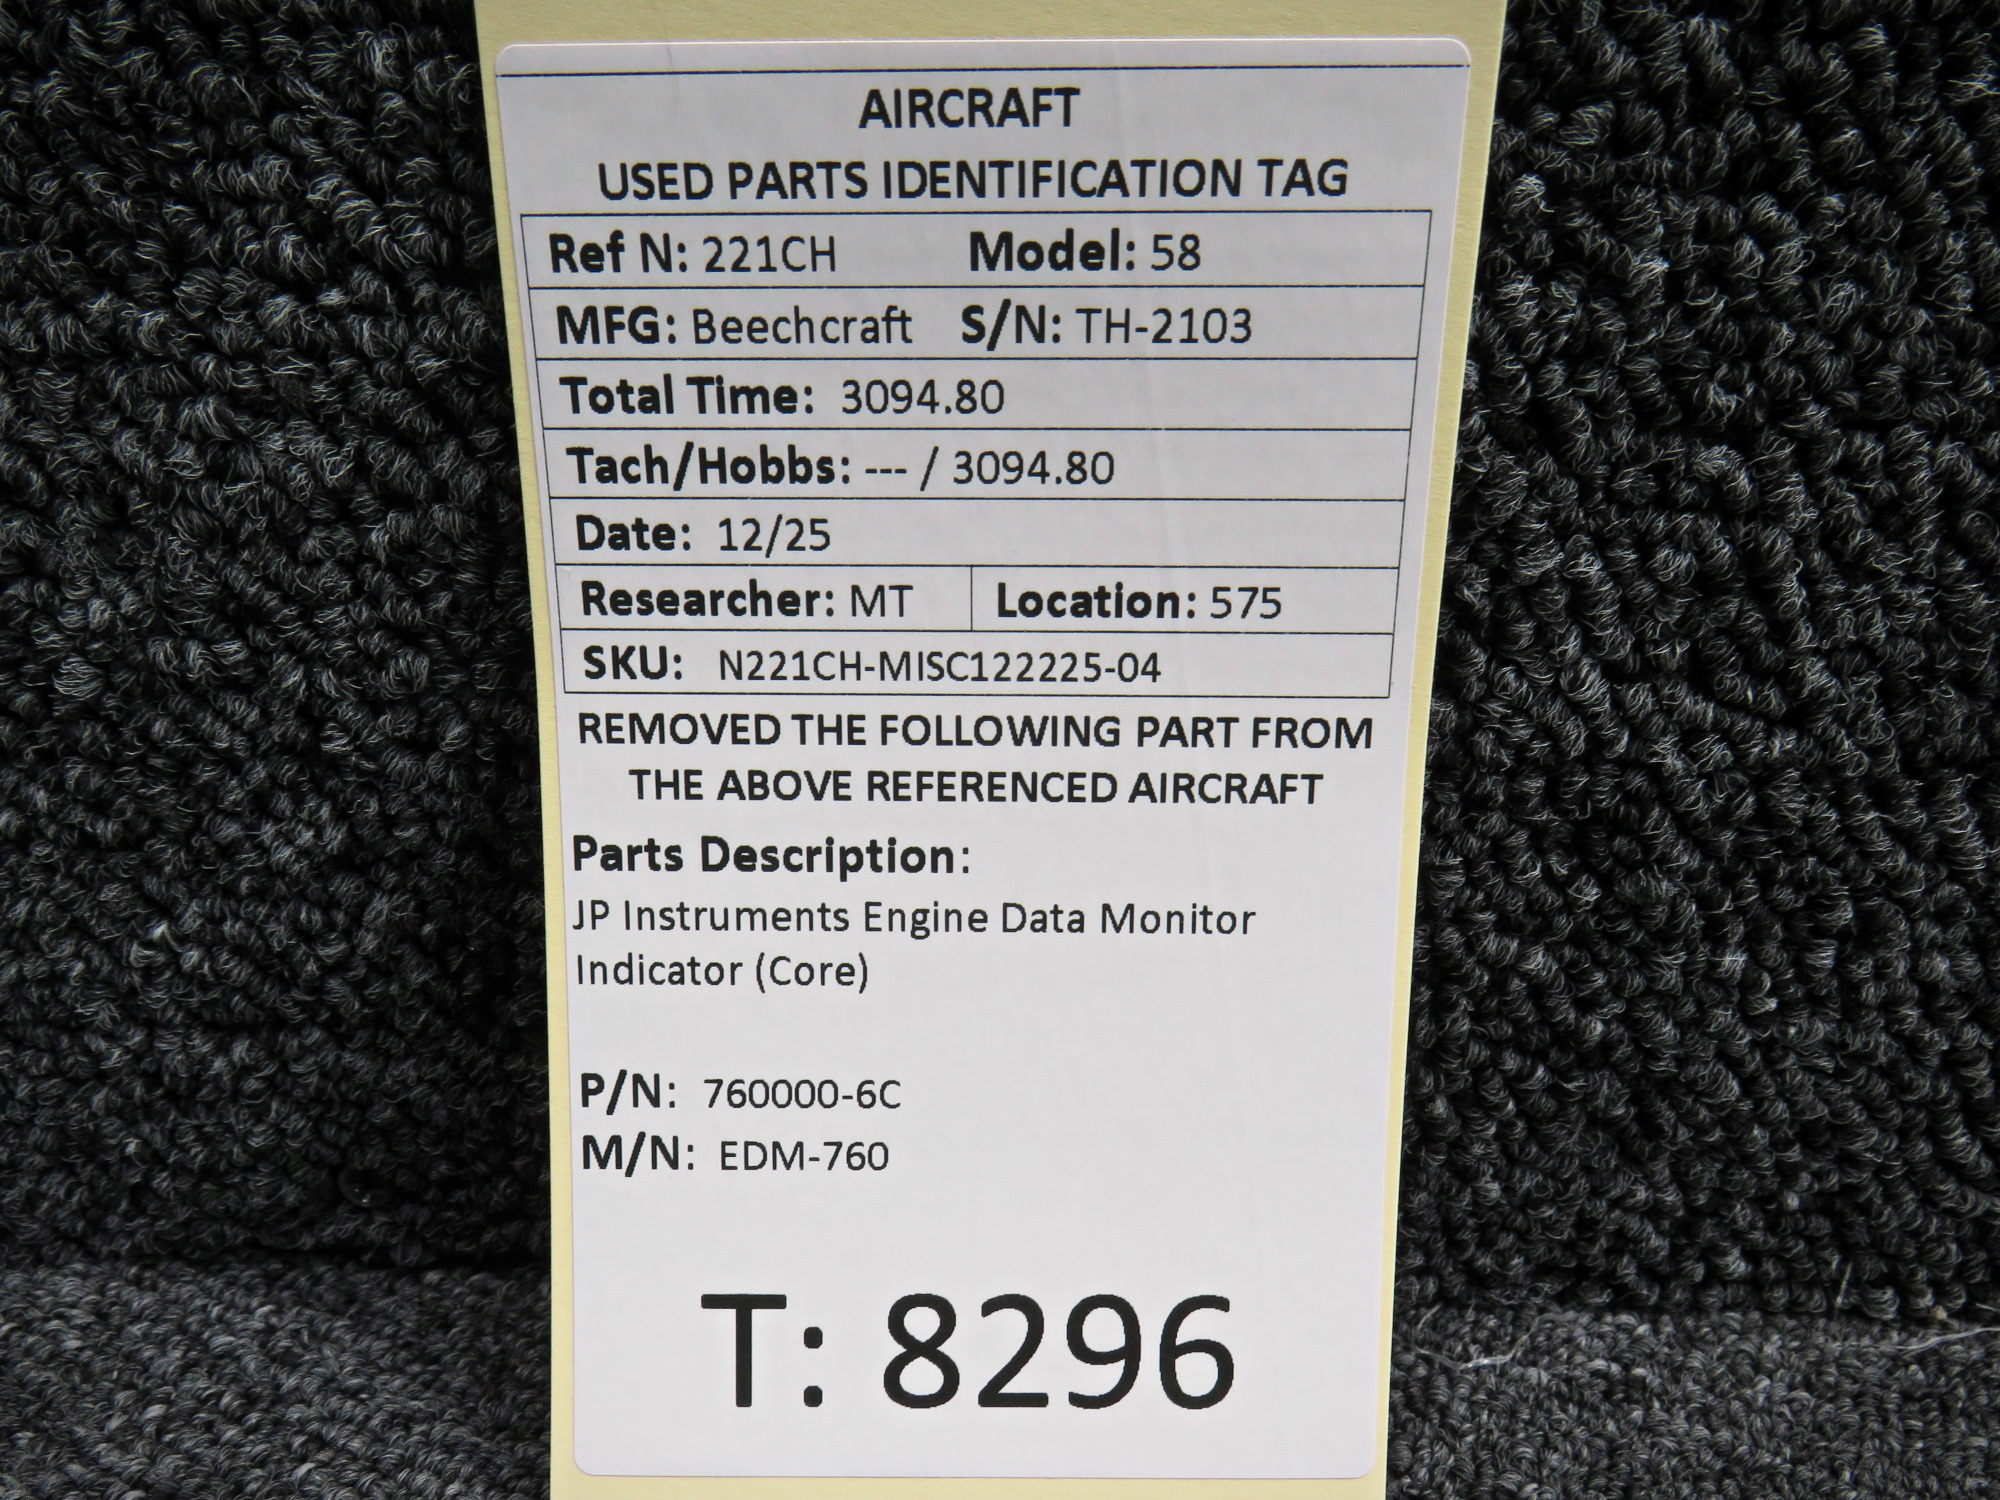 AIRCRAFT
USED PARTS IDENTIFICATION TAG
Ref N: 221CH Model: 58
MFG: Beechcraft S/N: TH-2103
Total Time: 3094.80
Tach/Hobbs: --- / 3094.80
Date: 12/25
Researcher: MT Location: 575
SKU: N221CH-MISC122225-04
REMOVED THE FOLLOWING PART FROM
THE ABOVE REFERENCED AIRCRAFT
Parts Description:
JP Instruments Engine Data Monitor
Indicator (Core)
P/N: 760000-6C
M/N: EDM-760
T: 8296